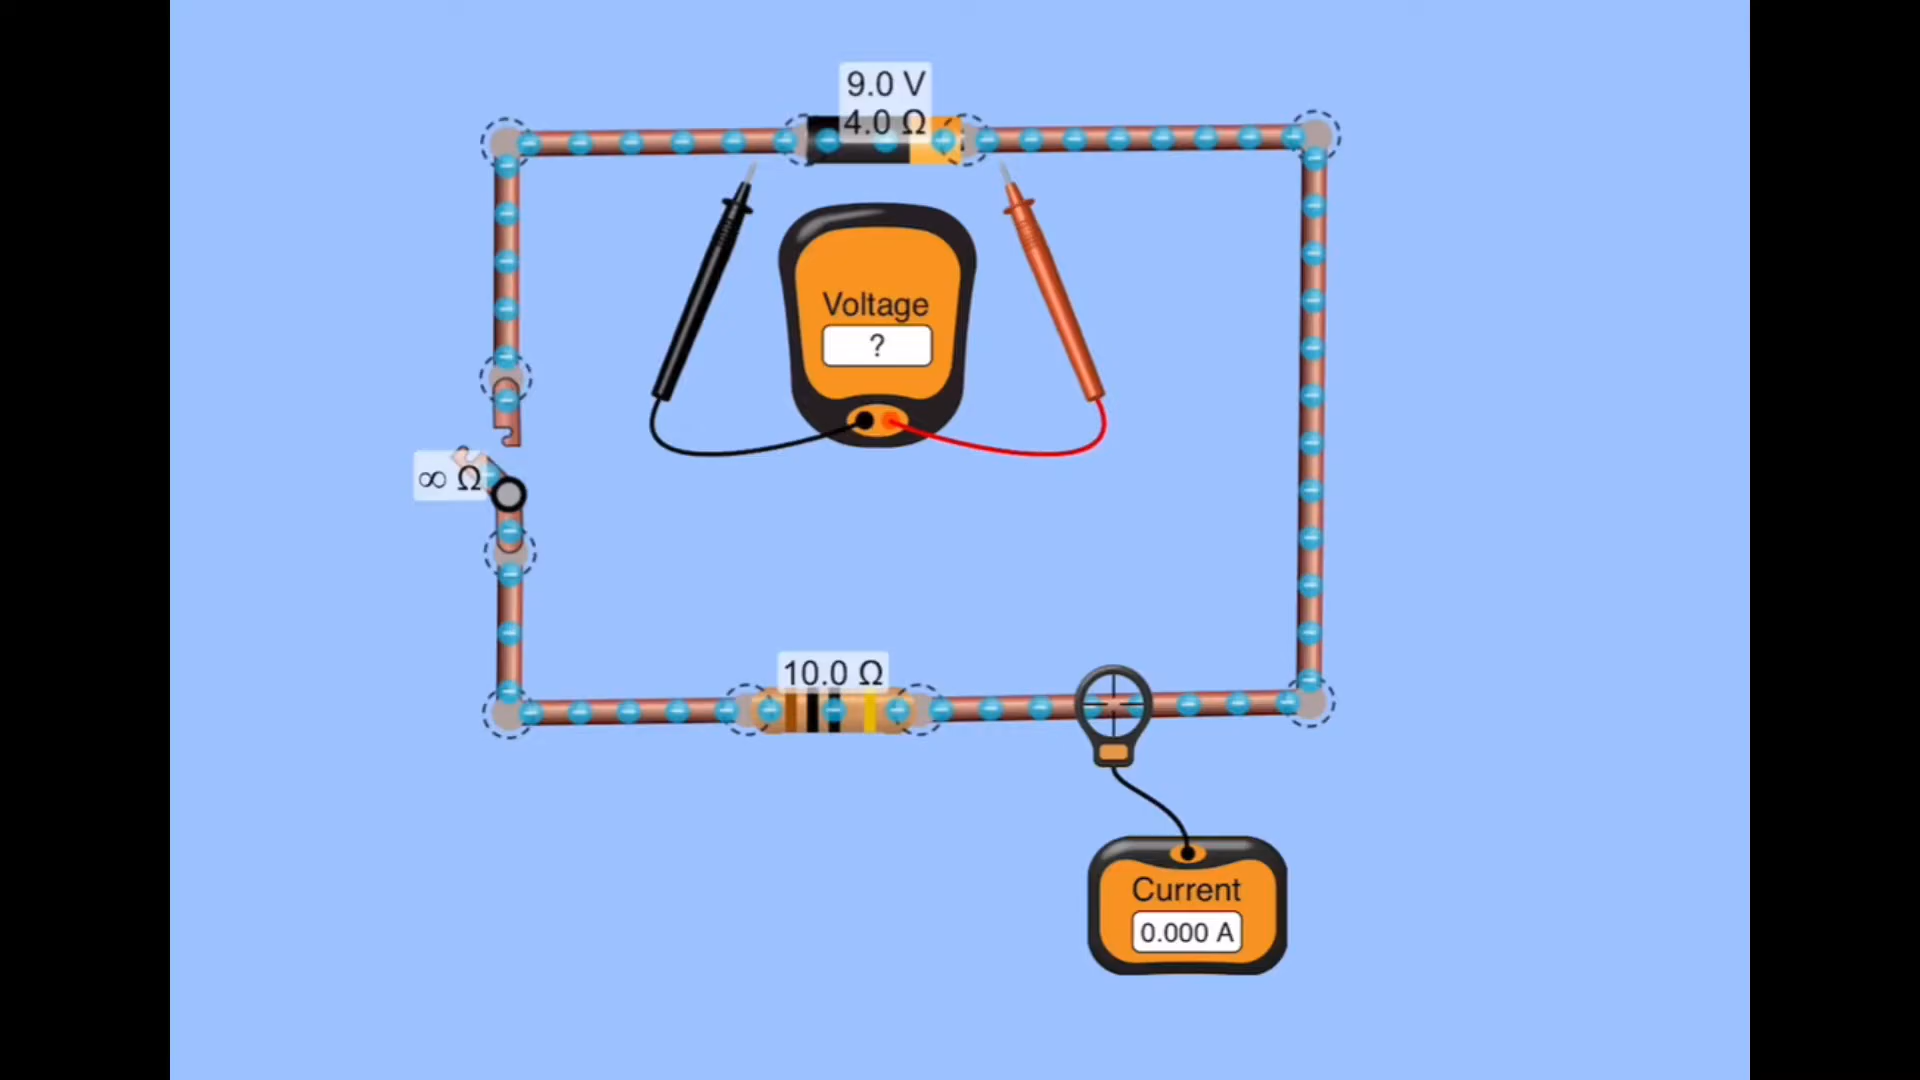 9.0 V
4.0 Ω
Voltage
?
∞ Ω
10.0 Ω
Current
0.000 A